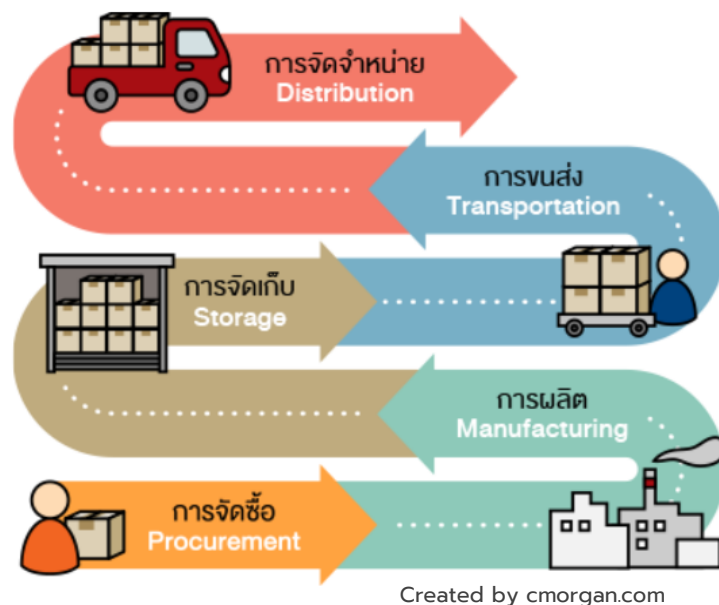 การจัดจำหน่าย
Distribution
การขนส่ง
Transportation
การจัดเก็บ
Storage
การผลิต
Manufacturing
การจัดซื้อ
Procurement
Created by cmorgan.com